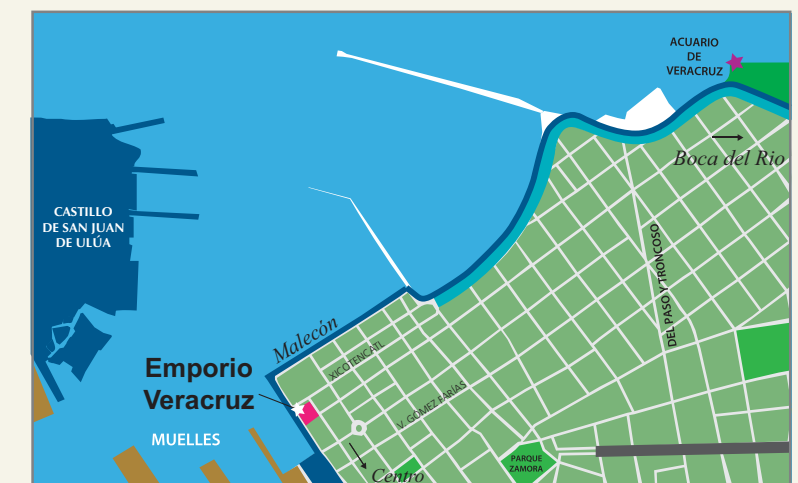 ACUARIO
DE
VERACRUZ
Boca del Rio
CASTILLO
DE SAN JUAN
DE ULÚA
DEL PASO Y TRONCOSO
Malecón
XICOTENCATL
Emporio
Veracruz
V. GÓMEZ FARÍAS
MUELLES
PARQUE
ZAMORA
Centro